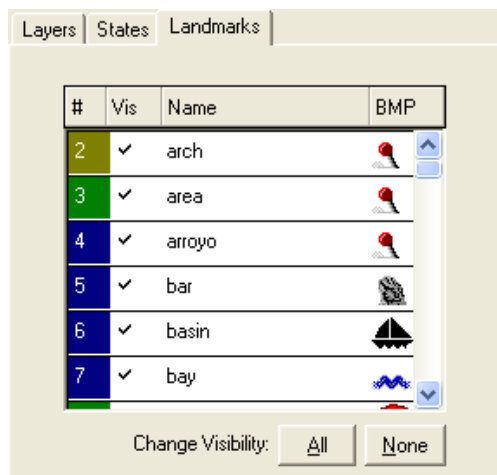 Layers States Landmarks
# Vis Name BMP
2 arch
3 area
4 arroyo
5 bar
6 basin
7 bay
Change Visibility: All None